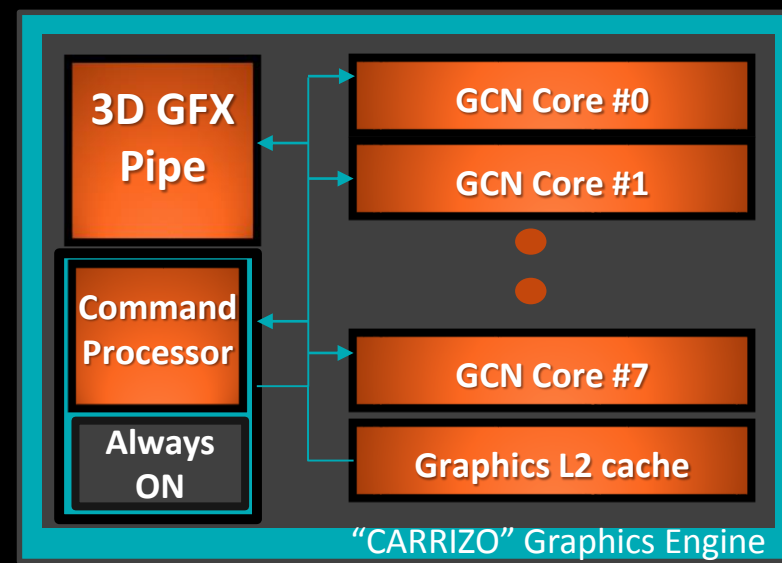 3D GFX
Pipe
Command
Processor
Always
ON
GCN Core #0
GCN Core #1
GCN Core #7
Graphics L2 cache
“CARRIZO” Graphics Engine